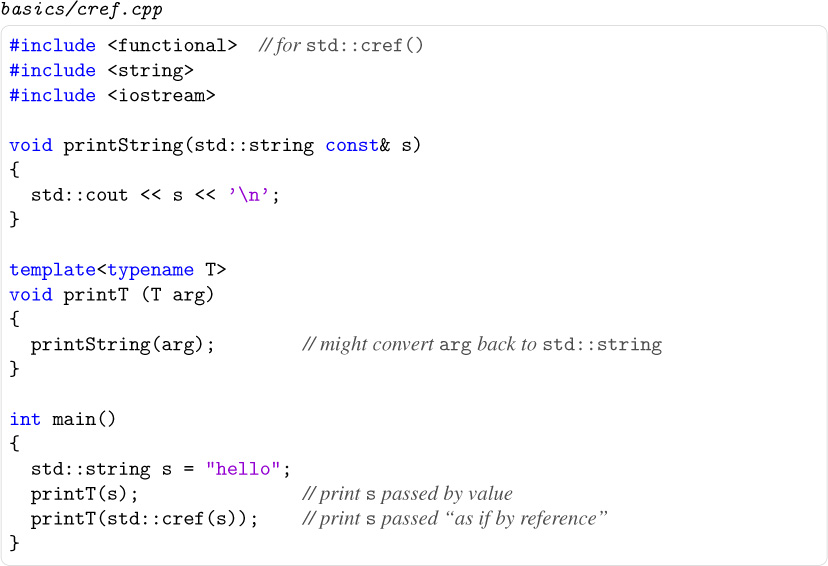 basics/cref.cpp
#include <functional>  // for std::cref()
#include <string>
#include <iostream>

void printString(std::string const& s)
{
  std::cout << s << ’\n’;
}

template<typename T>
void printT (T arg)
{
  printString(arg);        // might convert arg back to std::string
}

int main()
{
  std::string s = "hello";
  printT(s);               // print s passed by value
  printT(std::cref(s));    // print s passed “as if by reference”
}